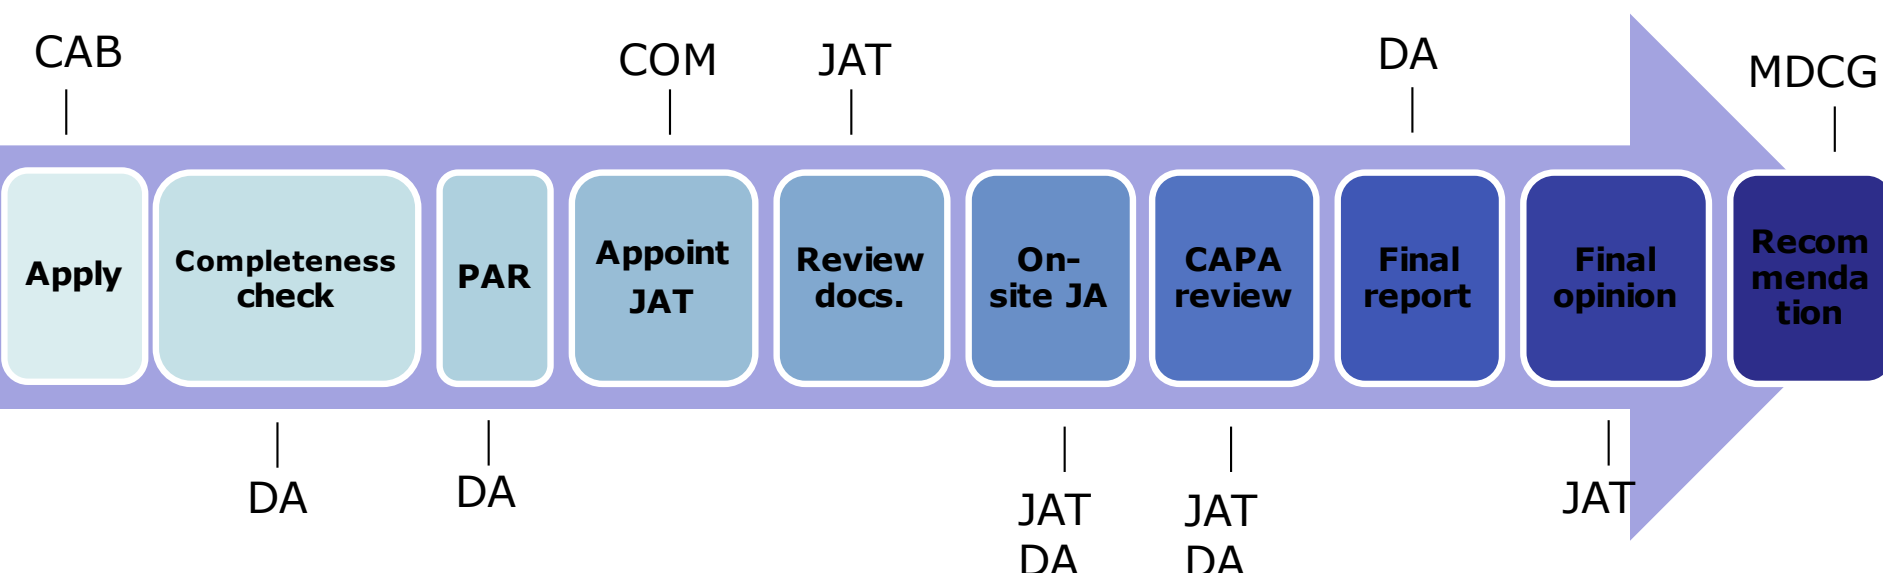 CAB
COM
JAT
DA
MDCG
Apply
Completeness
check
PAR
Appoint
JAT
Review
docs.
On-
site JA
CAPA
review
Final
report
Final
opinion
Recom
menda
tion
DA
DA
JAT
DA
JAT
DA
JAT